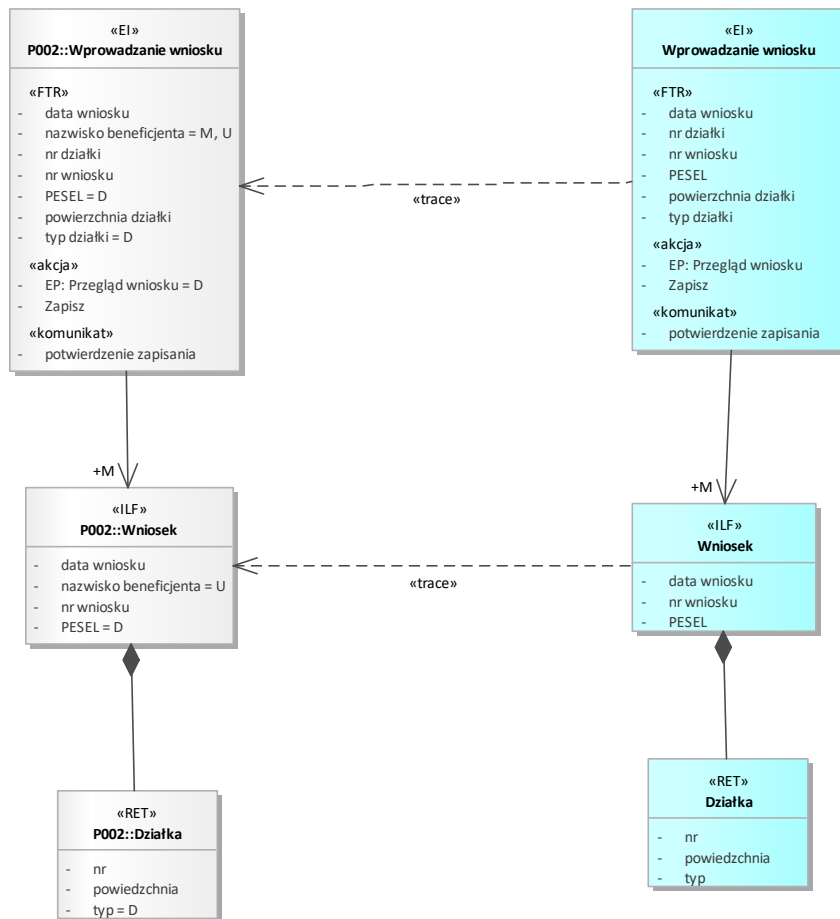 «EI»
P002::Wprowadzanie wniosku
«FTR»
- data wniosku
- nazwisko beneficjenta = M, U
- nr działki
- nr wniosku
- PESEL = D
- powierzchnia działki
- typ działki = D
«akcja»
- EP: Przegląd wniosku = D
- Zapisz
«komunikat»
- potwierdzenie zapisania
«EI»
Wprowadzanie wniosku
«FTR»
- data wniosku
- nr działki
- nr wniosku
- PESEL
- powierzchnia działki
- typ działki
«akcja»
- EP: Przegląd wniosku
- Zapisz
«komunikat»
- potwierdzenie zapisania
«trace»
+M
+M
«ILF»
P002::Wniosek
- data wniosku
- nazwisko beneficjenta = U
- nr wniosku
- PESEL = D
«ILF»
Wniosek
- data wniosku
- nr wniosku
- PESEL
«trace»
«RET»
P002::Działka
- nr
- powiedzchnia
- typ = D
«RET»
Działka
- nr
- powiedzchnia
- typ